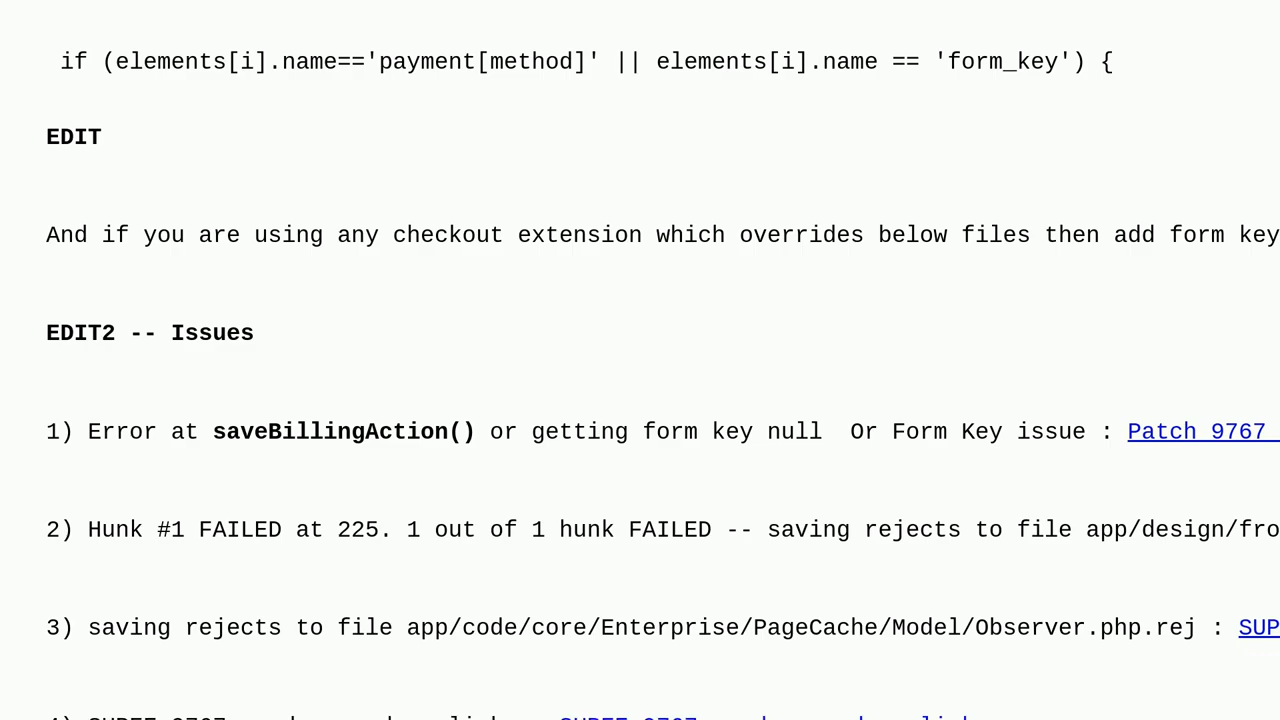 if (elements[i].name=='payment[method]' || elements[i].name == 'form_key') {
EDIT
And if you are using any checkout extension which overrides below files then add form key
EDIT2 -- Issues
1) Error at saveBillingAction() or getting form key null  Or Form Key issue : Patch 9767
2) Hunk #1 FAILED at 225. 1 out of 1 hunk FAILED -- saving rejects to file app/design/fro
3) saving rejects to file app/code/core/Enterprise/PageCache/Model/Observer.php.rej : SUP